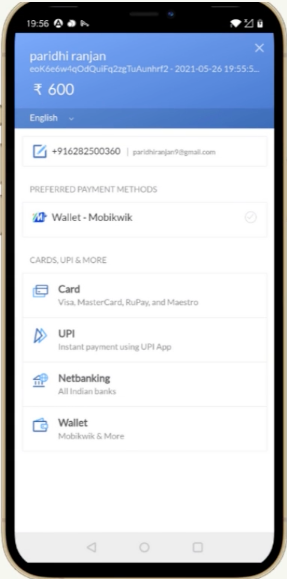 19:56
paridhi ranjan
eoK6e6w4qOdQuiFq2zgTuAunhrf2 - 2021-05-26 19:55:5...
₹ 600
English
+916282500360 | paridhiranjan9@gmail.com
PREFERRED PAYMENT METHODS
Wallet - Mobikwik
CARDS, UPI & MORE
Card
Visa, MasterCard, RuPay, and Maestro
UPI
Instant payment using UPI App
Netbanking
All Indian banks
Wallet
Mobikwik & More